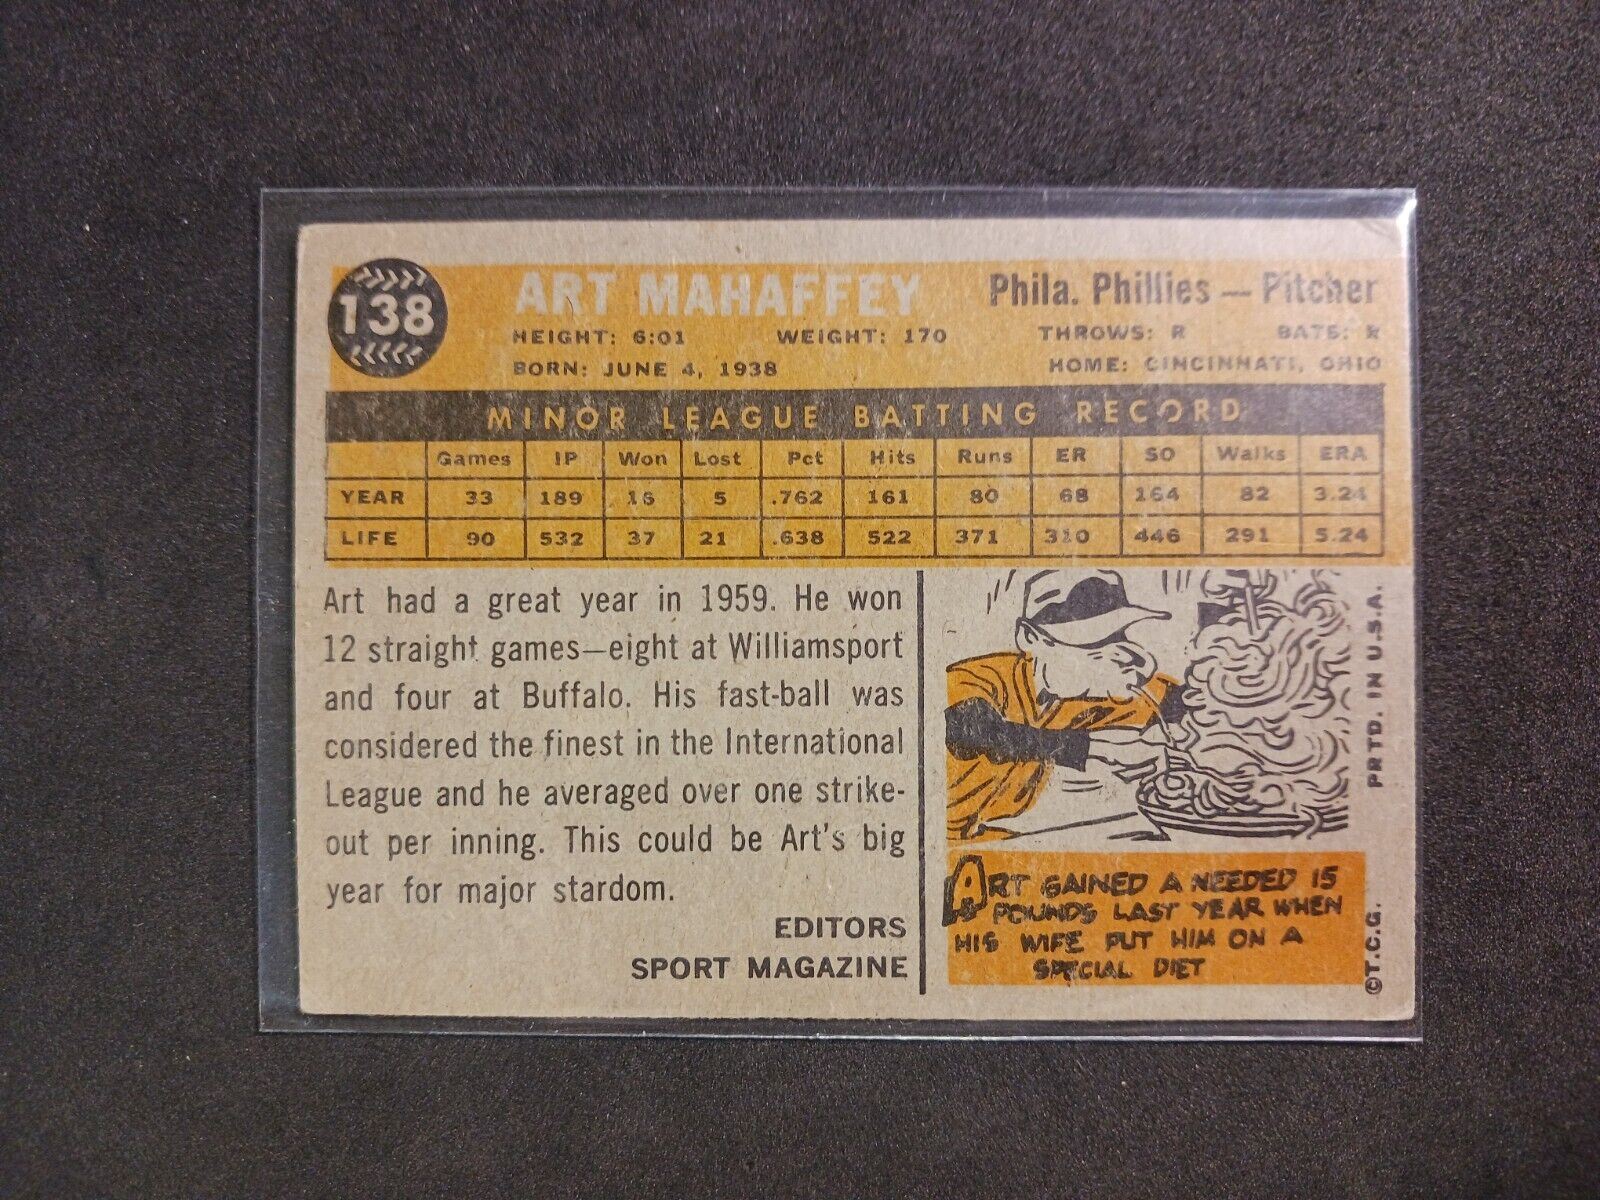 138
ART MAHAFFEY
Phila. Phillies — Pitcher
HEIGHT: 6:01 WEIGHT: 170 THROWS: R BATS: R
BORN: JUNE 4, 1938 HOME: CINCINNATI, OHIO
MINOR LEAGUE BATTING RECORD
Games IP Won Lost Pct Hits Runs ER SO Walks ERA
YEAR 33 189 16 5 .762 161 80 68 164 82 3.24
LIFE 90 532 37 21 .638 522 371 310 446 291 5.24
Art had a great year in 1959. He won
12 straight games—eight at Williamsport
and four at Buffalo. His fast-ball was
considered the finest in the International
League and he averaged over one strike-
out per inning. This could be Art's big
year for major stardom.
EDITORS
SPORT MAGAZINE
ART GAINED A NEEDED 15
POUNDS LAST YEAR WHEN
HIS WIFE PUT HIM ON A
SPECIAL DIET
©T.C.G. PRTD. IN U.S.A.